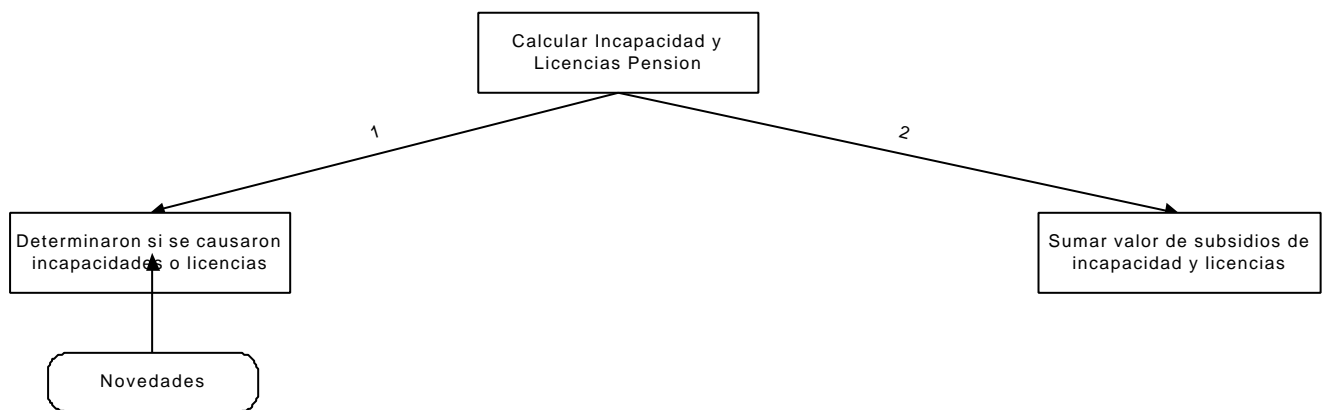 Calcular Incapacidad y
Licencias Pension
1
2
Determinaron si se causaron
incapacidades o licencias
Sumar valor de subsidios de
incapacidad y licencias
Novedades